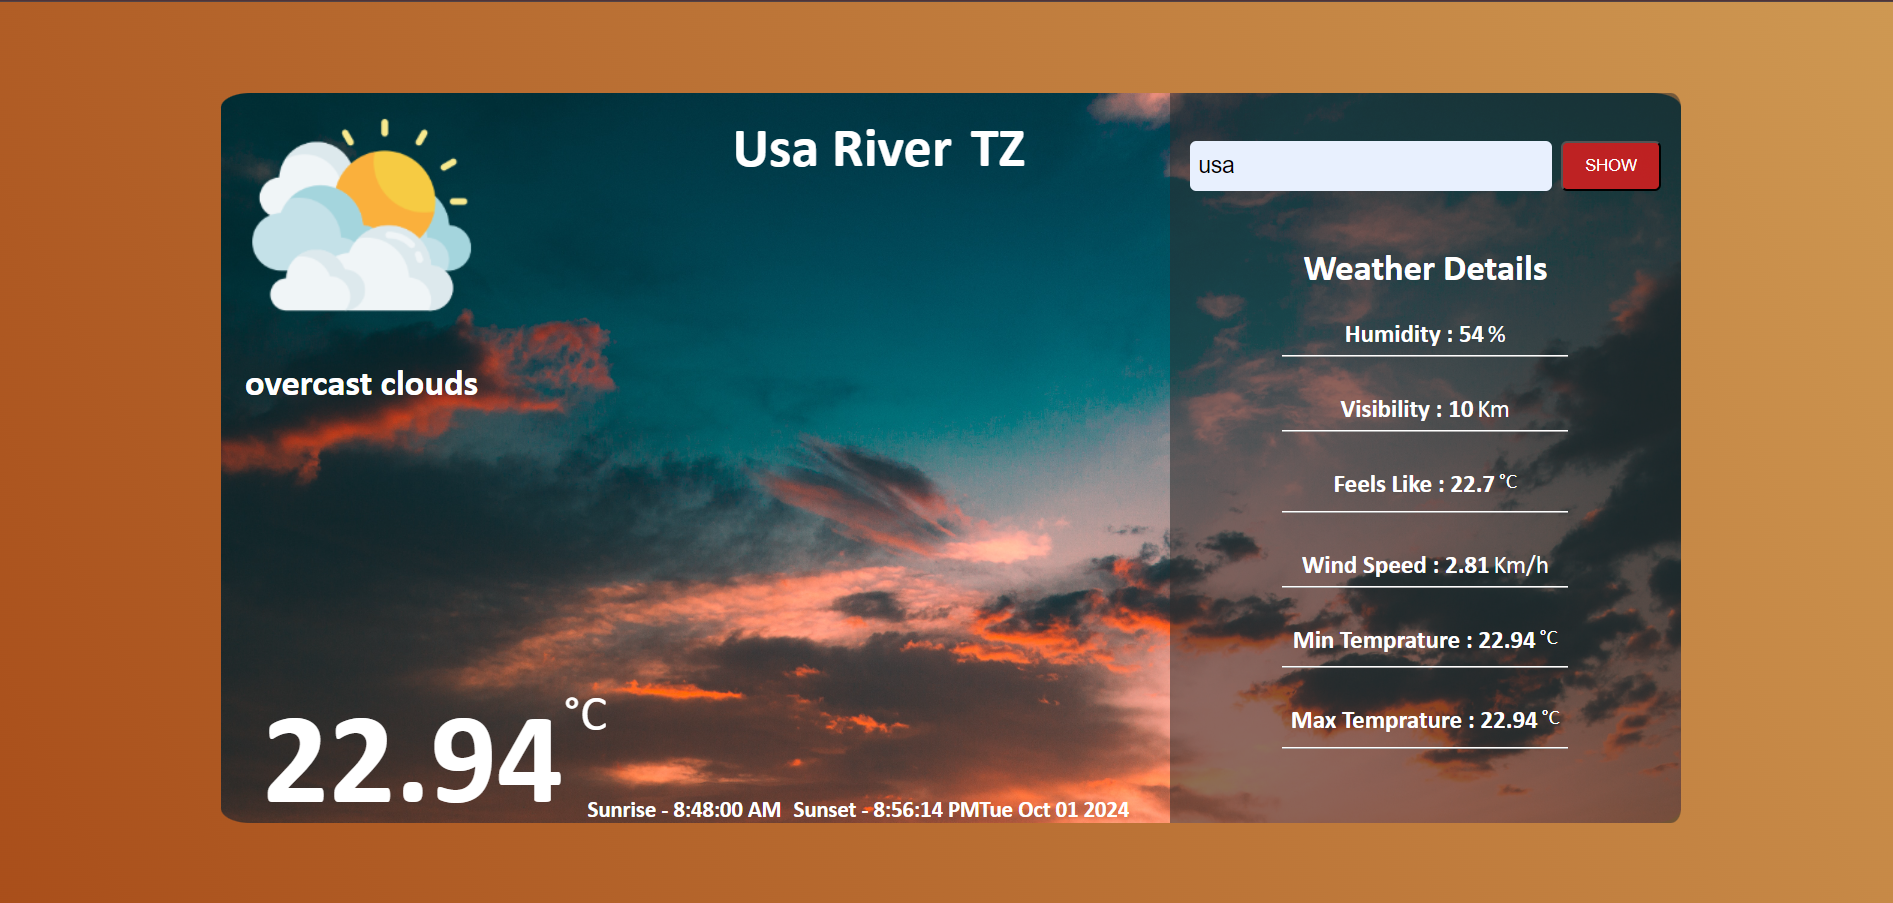 Usa River TZ
overcast clouds
22.94 °C
Sunrise - 8:48:00 AM Sunset - 8:56:14 PMTue Oct 01 2024
usa
SHOW
Weather Details
Humidity : 54 %
Visibility : 10 Km
Feels Like : 22.7 °C
Wind Speed : 2.81 Km/h
Min Temprature : 22.94 °C
Max Temprature : 22.94 °C